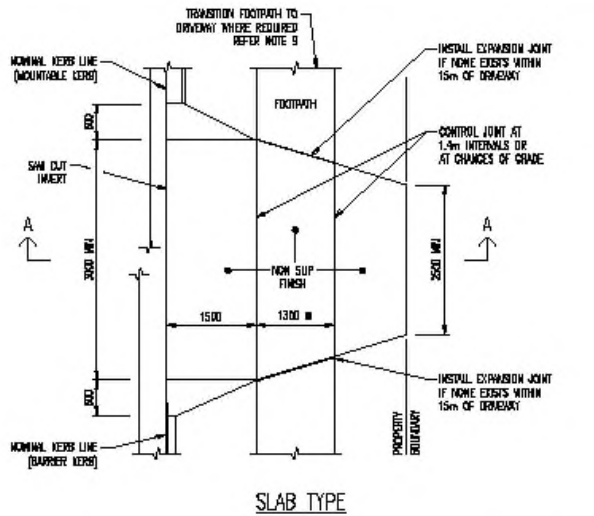 TRANSITION FOOTPATH TO
DRIVEWAY WHERE REQUIRED
REFER NOTE 9
NOMINAL KERB LINE
(MOUNTABLE KERB)
INSTALL EXPANSION JOINT
IF NONE EXISTS WITHIN
15m OF DRIVEWAY
FOOTPATH
600
CONTROL JOINT AT
1.4m INTERVALS OR
AT CHANGES OF GRADE
SAW CUT
INVERT
A
A
3000 MIN
NON SLIP
FINISH
2500 MIN
1500
1300
600
INSTALL EXPANSION JOINT
IF NONE EXISTS WITHIN
15m OF DRIVEWAY
NOMINAL KERB LINE
(BARRIER KERB)
PROPERTY
BOUNDARY
SLAB TYPE